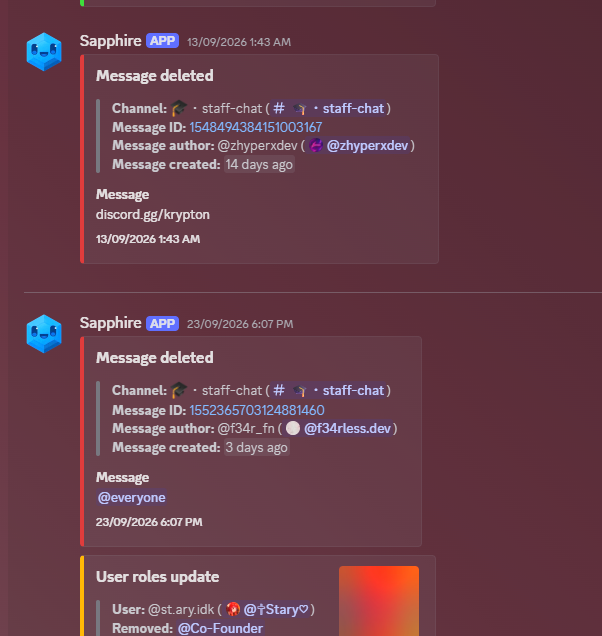 Sapphire APP 13/09/2026 1:43 AM
Message deleted
Channel: 🎓・staff-chat ( # 🎓・staff-chat )
Message ID: 1548494384151003167
Message author: @zhyperxdev ( @zhyperxdev )
Message created: 14 days ago
Message
discord.gg/krypton
13/09/2026 1:43 AM
Sapphire APP 23/09/2026 6:07 PM
Message deleted
Channel: 🎓・staff-chat ( # 🎓・staff-chat )
Message ID: 1552365703124881460
Message author: @f34r_fn ( @f34rless.dev )
Message created: 3 days ago
Message
@everyone
23/09/2026 6:07 PM
User roles update
User: @st.ary.idk ( @✝Stary♡ )
Removed: @Co-Founder